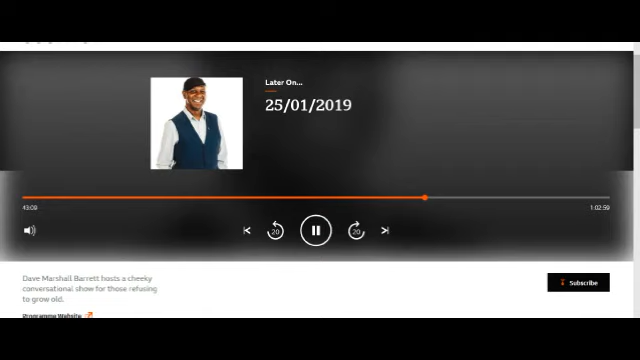 Later On...
25/01/2019
43:09
1:02:59
20
20
Dave Marshall Barrett hosts a cheeky
conversational show for those refusing
to grow old.
Subscribe
Programme Website